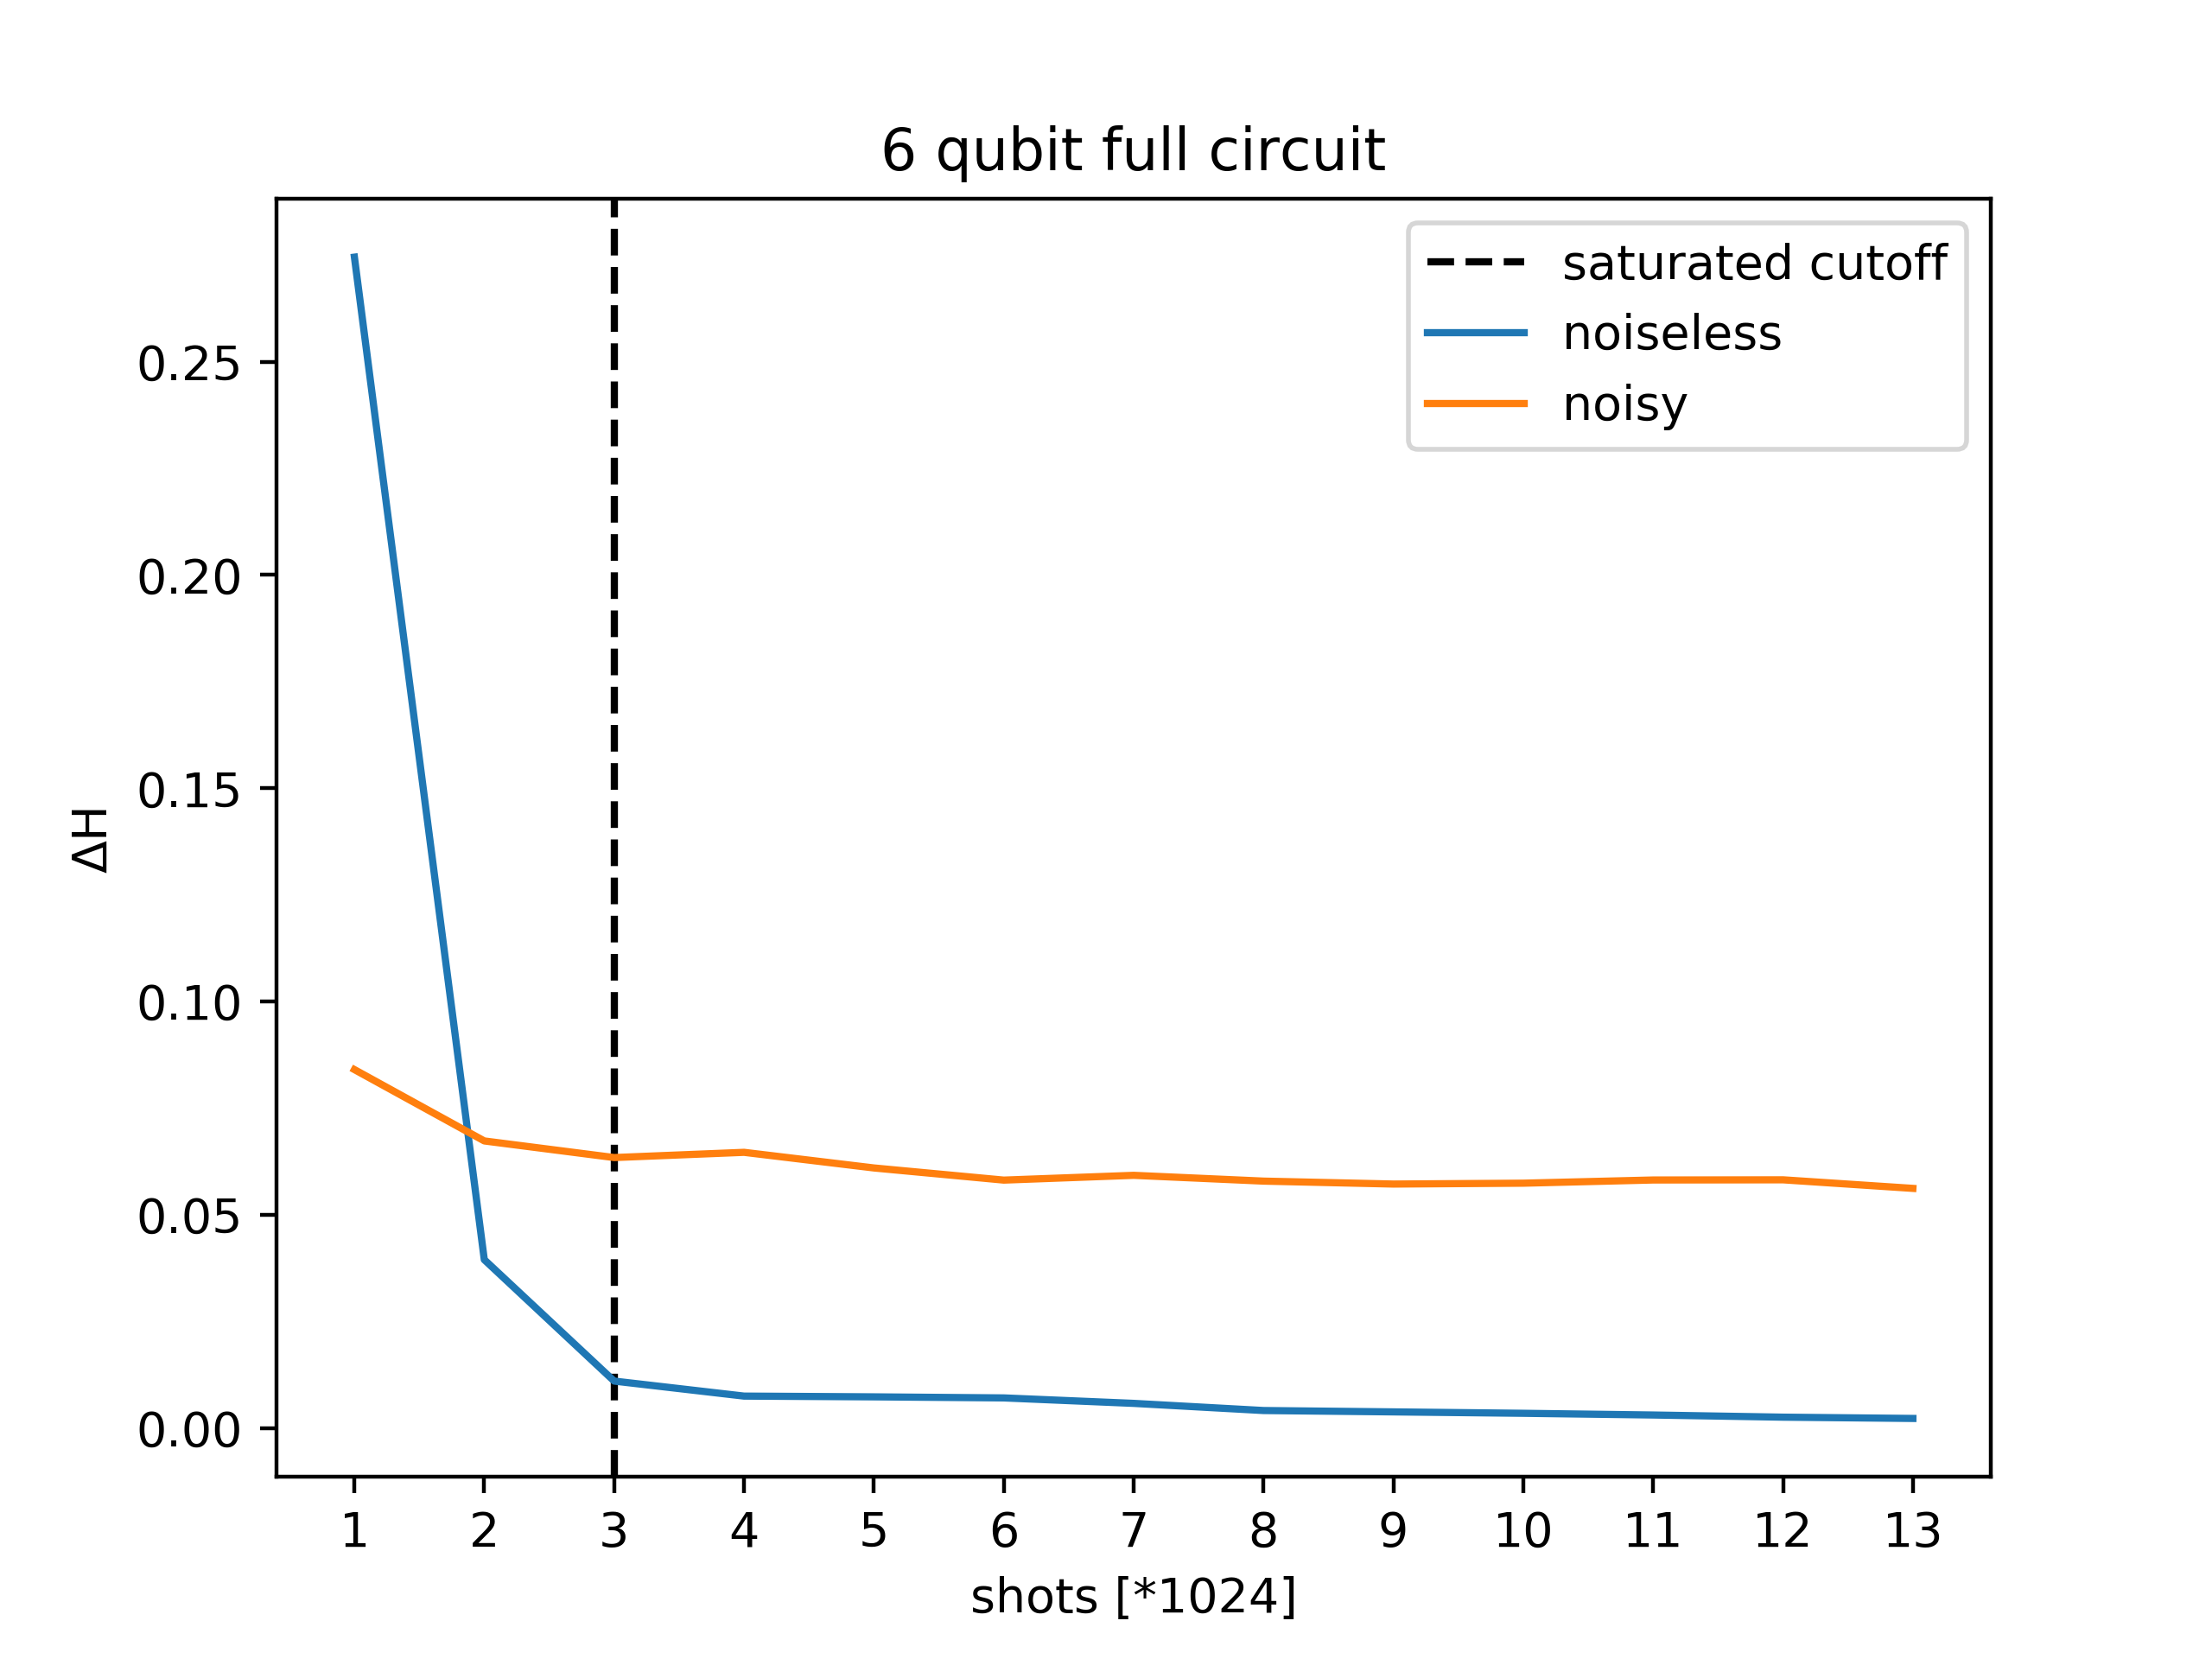 6 qubit full circuit
saturated cutoff
noiseless
noisy
0.25
0.20
0.15
0.10
0.05
0.00
ΔH
1 2 3 4 5 6 7 8 9 10 11 12 13
shots [*1024]